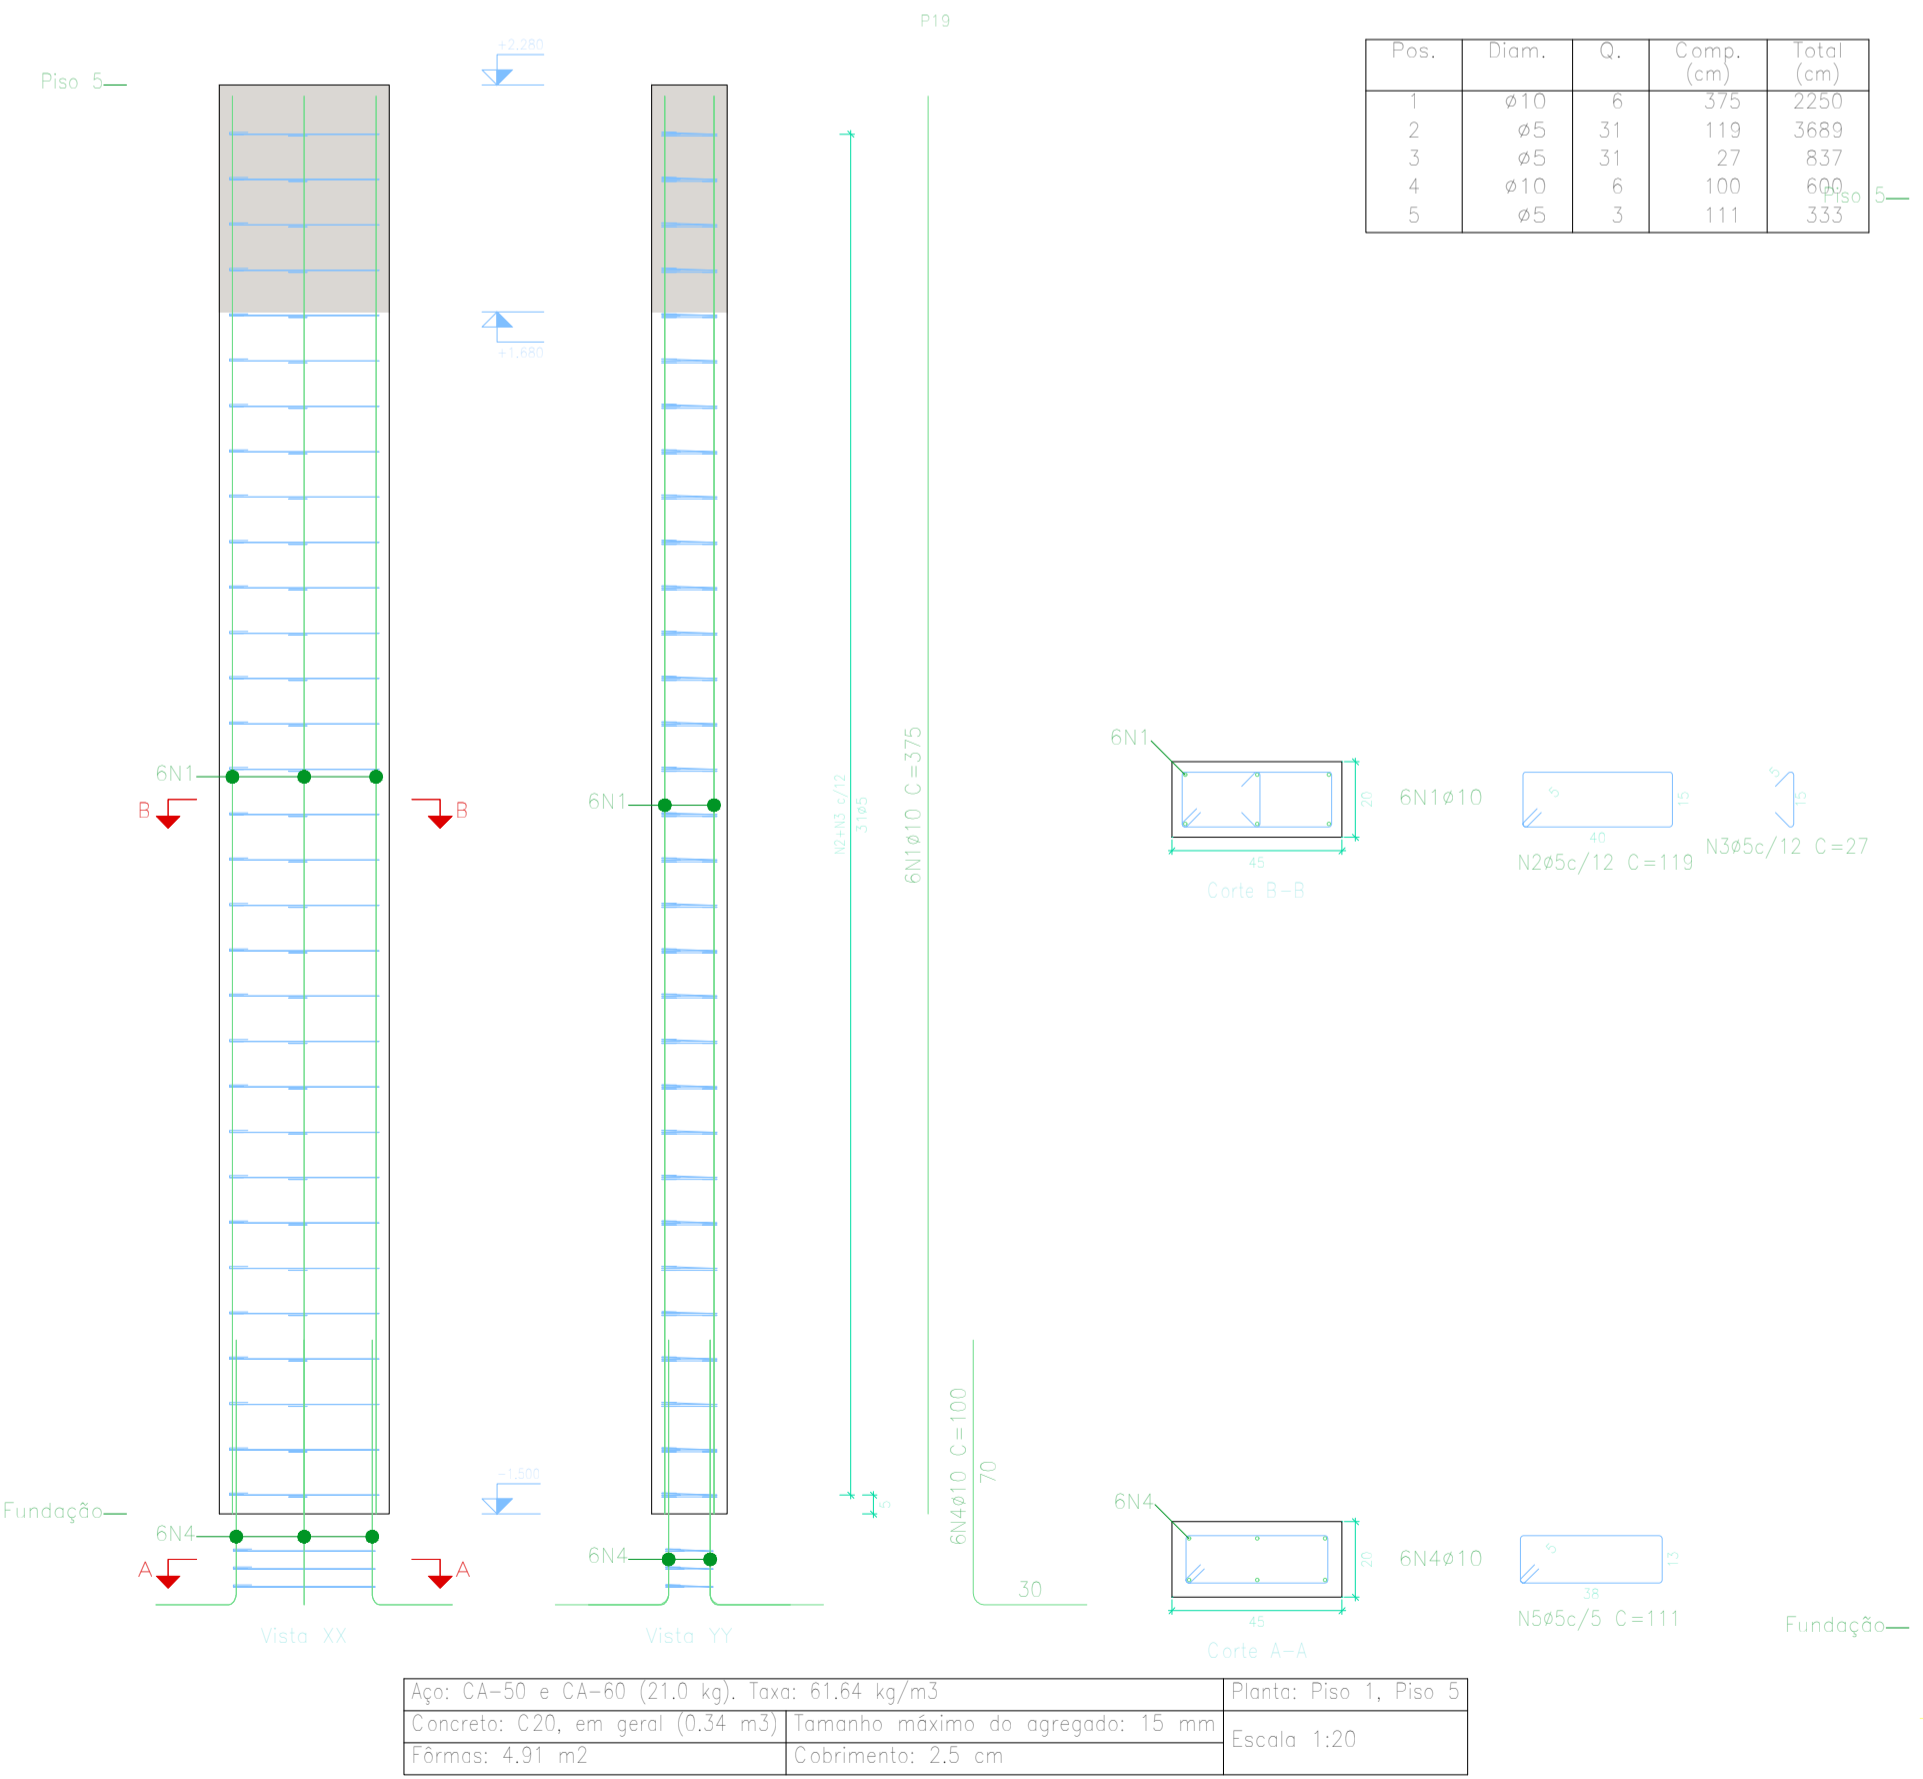 P19
+2.280
Piso 5
Pos. Diam. Q. Comp. (cm) Total (cm)
1 ø10 6 375 2250
2 ø5 31 119 3689
3 ø5 31 27 837
4 ø10 6 100 600
5 ø5 3 111 333
Piso 5
+1.680
6N1
B B
6N1
N2+N3 c/12
31ø5
6N1ø10 C=375
6N1
20
45
Corte B-B
6N1ø10
5
15
40
N2ø5c/12 C=119
5
15
N3ø5c/12 C=27
-1.500
Fundação
5
6N4
A A
6N4
6N4ø10 C=100
70
30
6N4
20
45
Corte A-A
6N4ø10
5
13
38
N5ø5c/5 C=111
Fundação
Vista XX
Vista YY
Aço: CA-50 e CA-60 (21.0 kg). Taxa: 61.64 kg/m3
Planta: Piso 1, Piso 5
Concreto: C20, em geral (0.34 m3)
Tamanho máximo do agregado: 15 mm
Escala 1:20
Fôrmas: 4.91 m2
Cobrimento: 2.5 cm